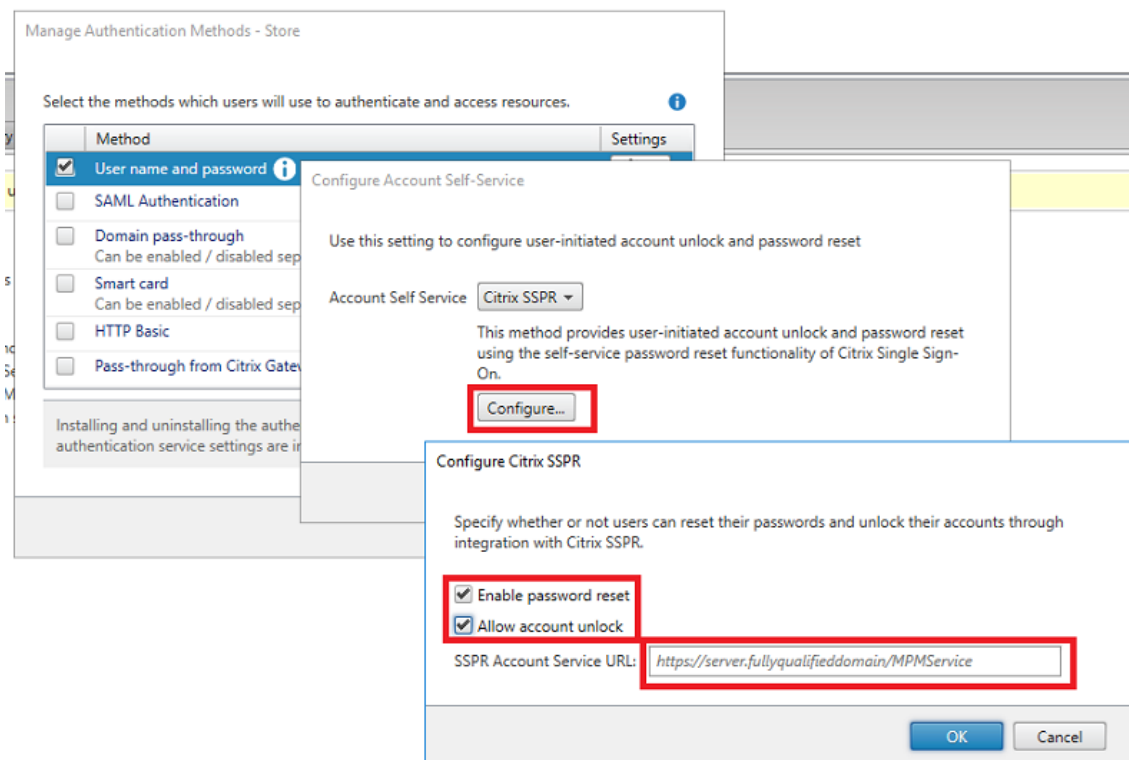 Manage Authentication Methods - Store
Select the methods which users will use to authenticate and access resources.
Method
Settings
User name and password
SAML Authentication
Domain pass-through
Can be enabled / disabled sep
Smart card
Can be enabled / disabled sep
HTTP Basic
Pass-through from Citrix Gatew
Installing and uninstalling the authe
authentication service settings are in
Configure Account Self-Service
Use this setting to configure user-initiated account unlock and password reset
Account Self Service
Citrix SSPR
This method provides user-initiated account unlock and password reset
using the self-service password reset functionality of Citrix Single Sign-
On.
Configure...
Configure Citrix SSPR
Specify whether or not users can reset their passwords and unlock their accounts through
integration with Citrix SSPR.
Enable password reset
Allow account unlock
SSPR Account Service URL:
https://server.fullyqualifieddomain/MPMService
OK
Cancel